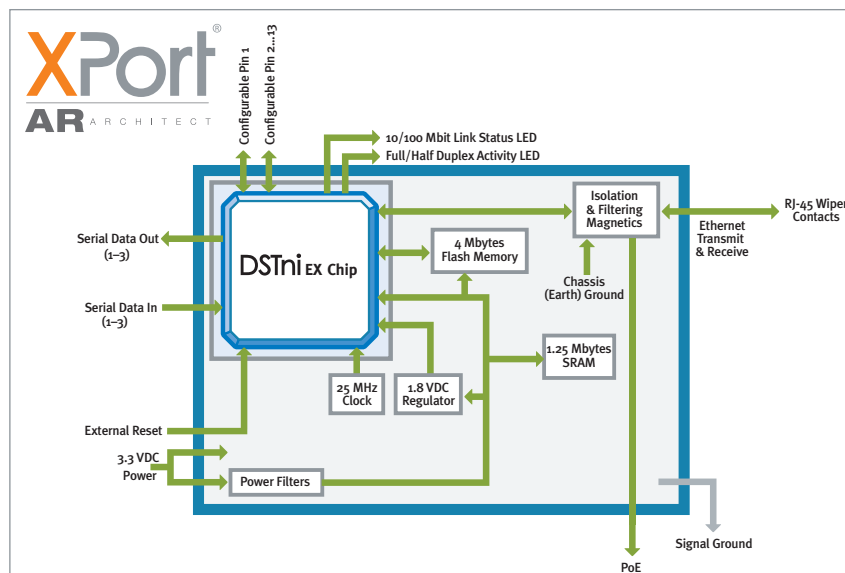 XPort®
AR ARCHITECT
Configurable Pin 1
Configurable Pin 2...13
10/100 Mbit Link Status LED
Full/Half Duplex Activity LED
Isolation
& Filtering
Magnetics
RJ-45 Wiper
Contacts
Ethernet
Transmit
& Receive
Serial Data Out
(1–3)
DSTni EX Chip
4 Mbytes
Flash Memory
Chassis
(Earth) Ground
Serial Data In
(1–3)
1.25 Mbytes
SRAM
25 MHz
Clock
1.8 VDC
Regulator
External Reset
3.3 VDC
Power
Power Filters
Signal Ground
PoE